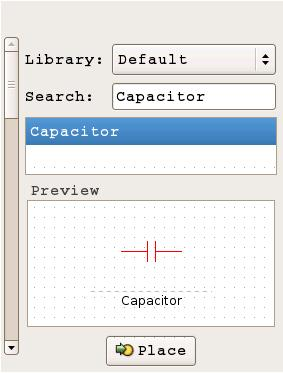 Library: Default
Search: Capacitor
Capacitor
Preview
Capacitor
Place